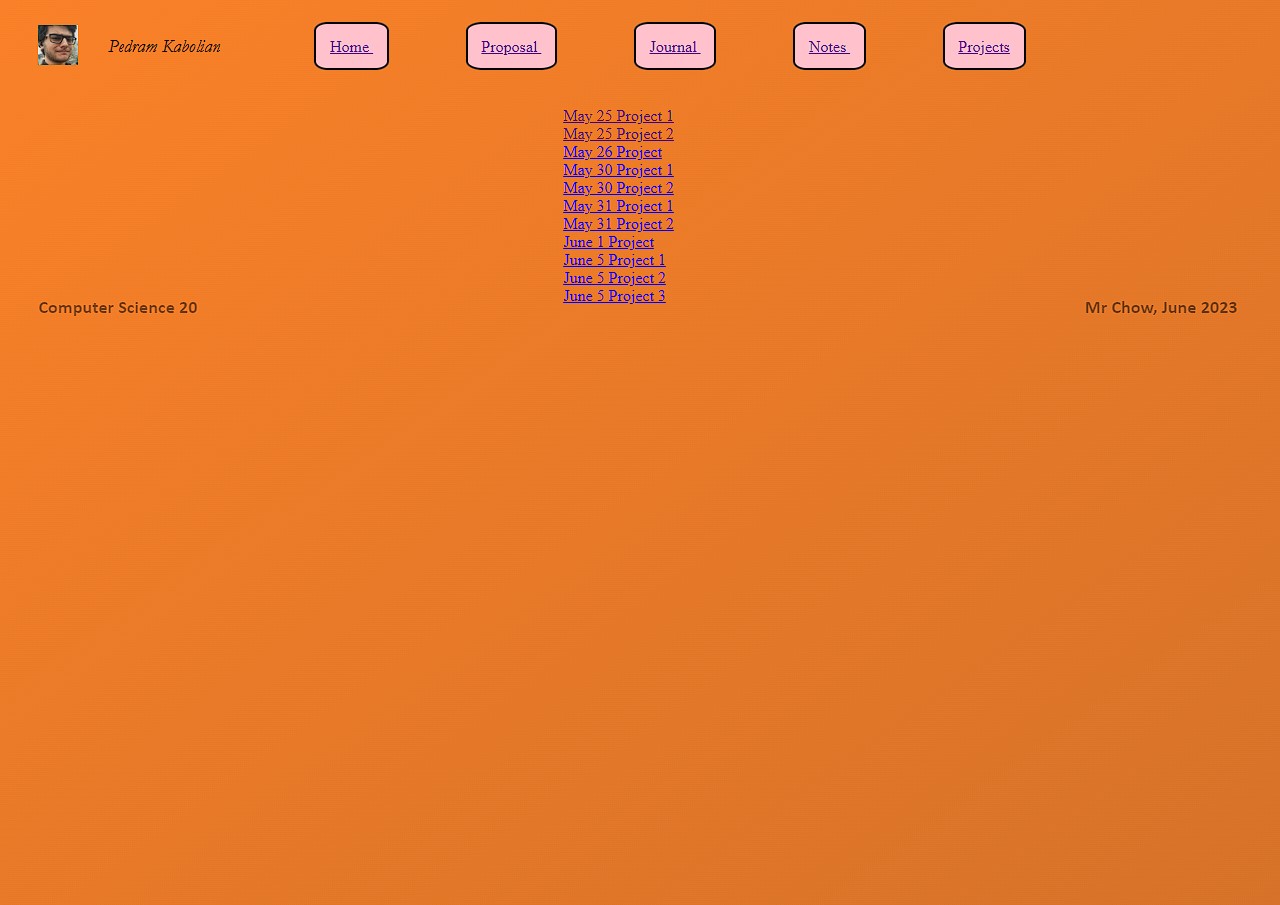 Pedram Kabolian
Home
Proposal
Journal
Notes
Projects
May 25 Project 1
May 25 Project 2
May 26 Project
May 30 Project 1
May 30 Project 2
May 31 Project 1
May 31 Project 2
June 1 Project
June 5 Project 1
June 5 Project 2
June 5 Project 3
Computer Science 20
Mr Chow, June 2023